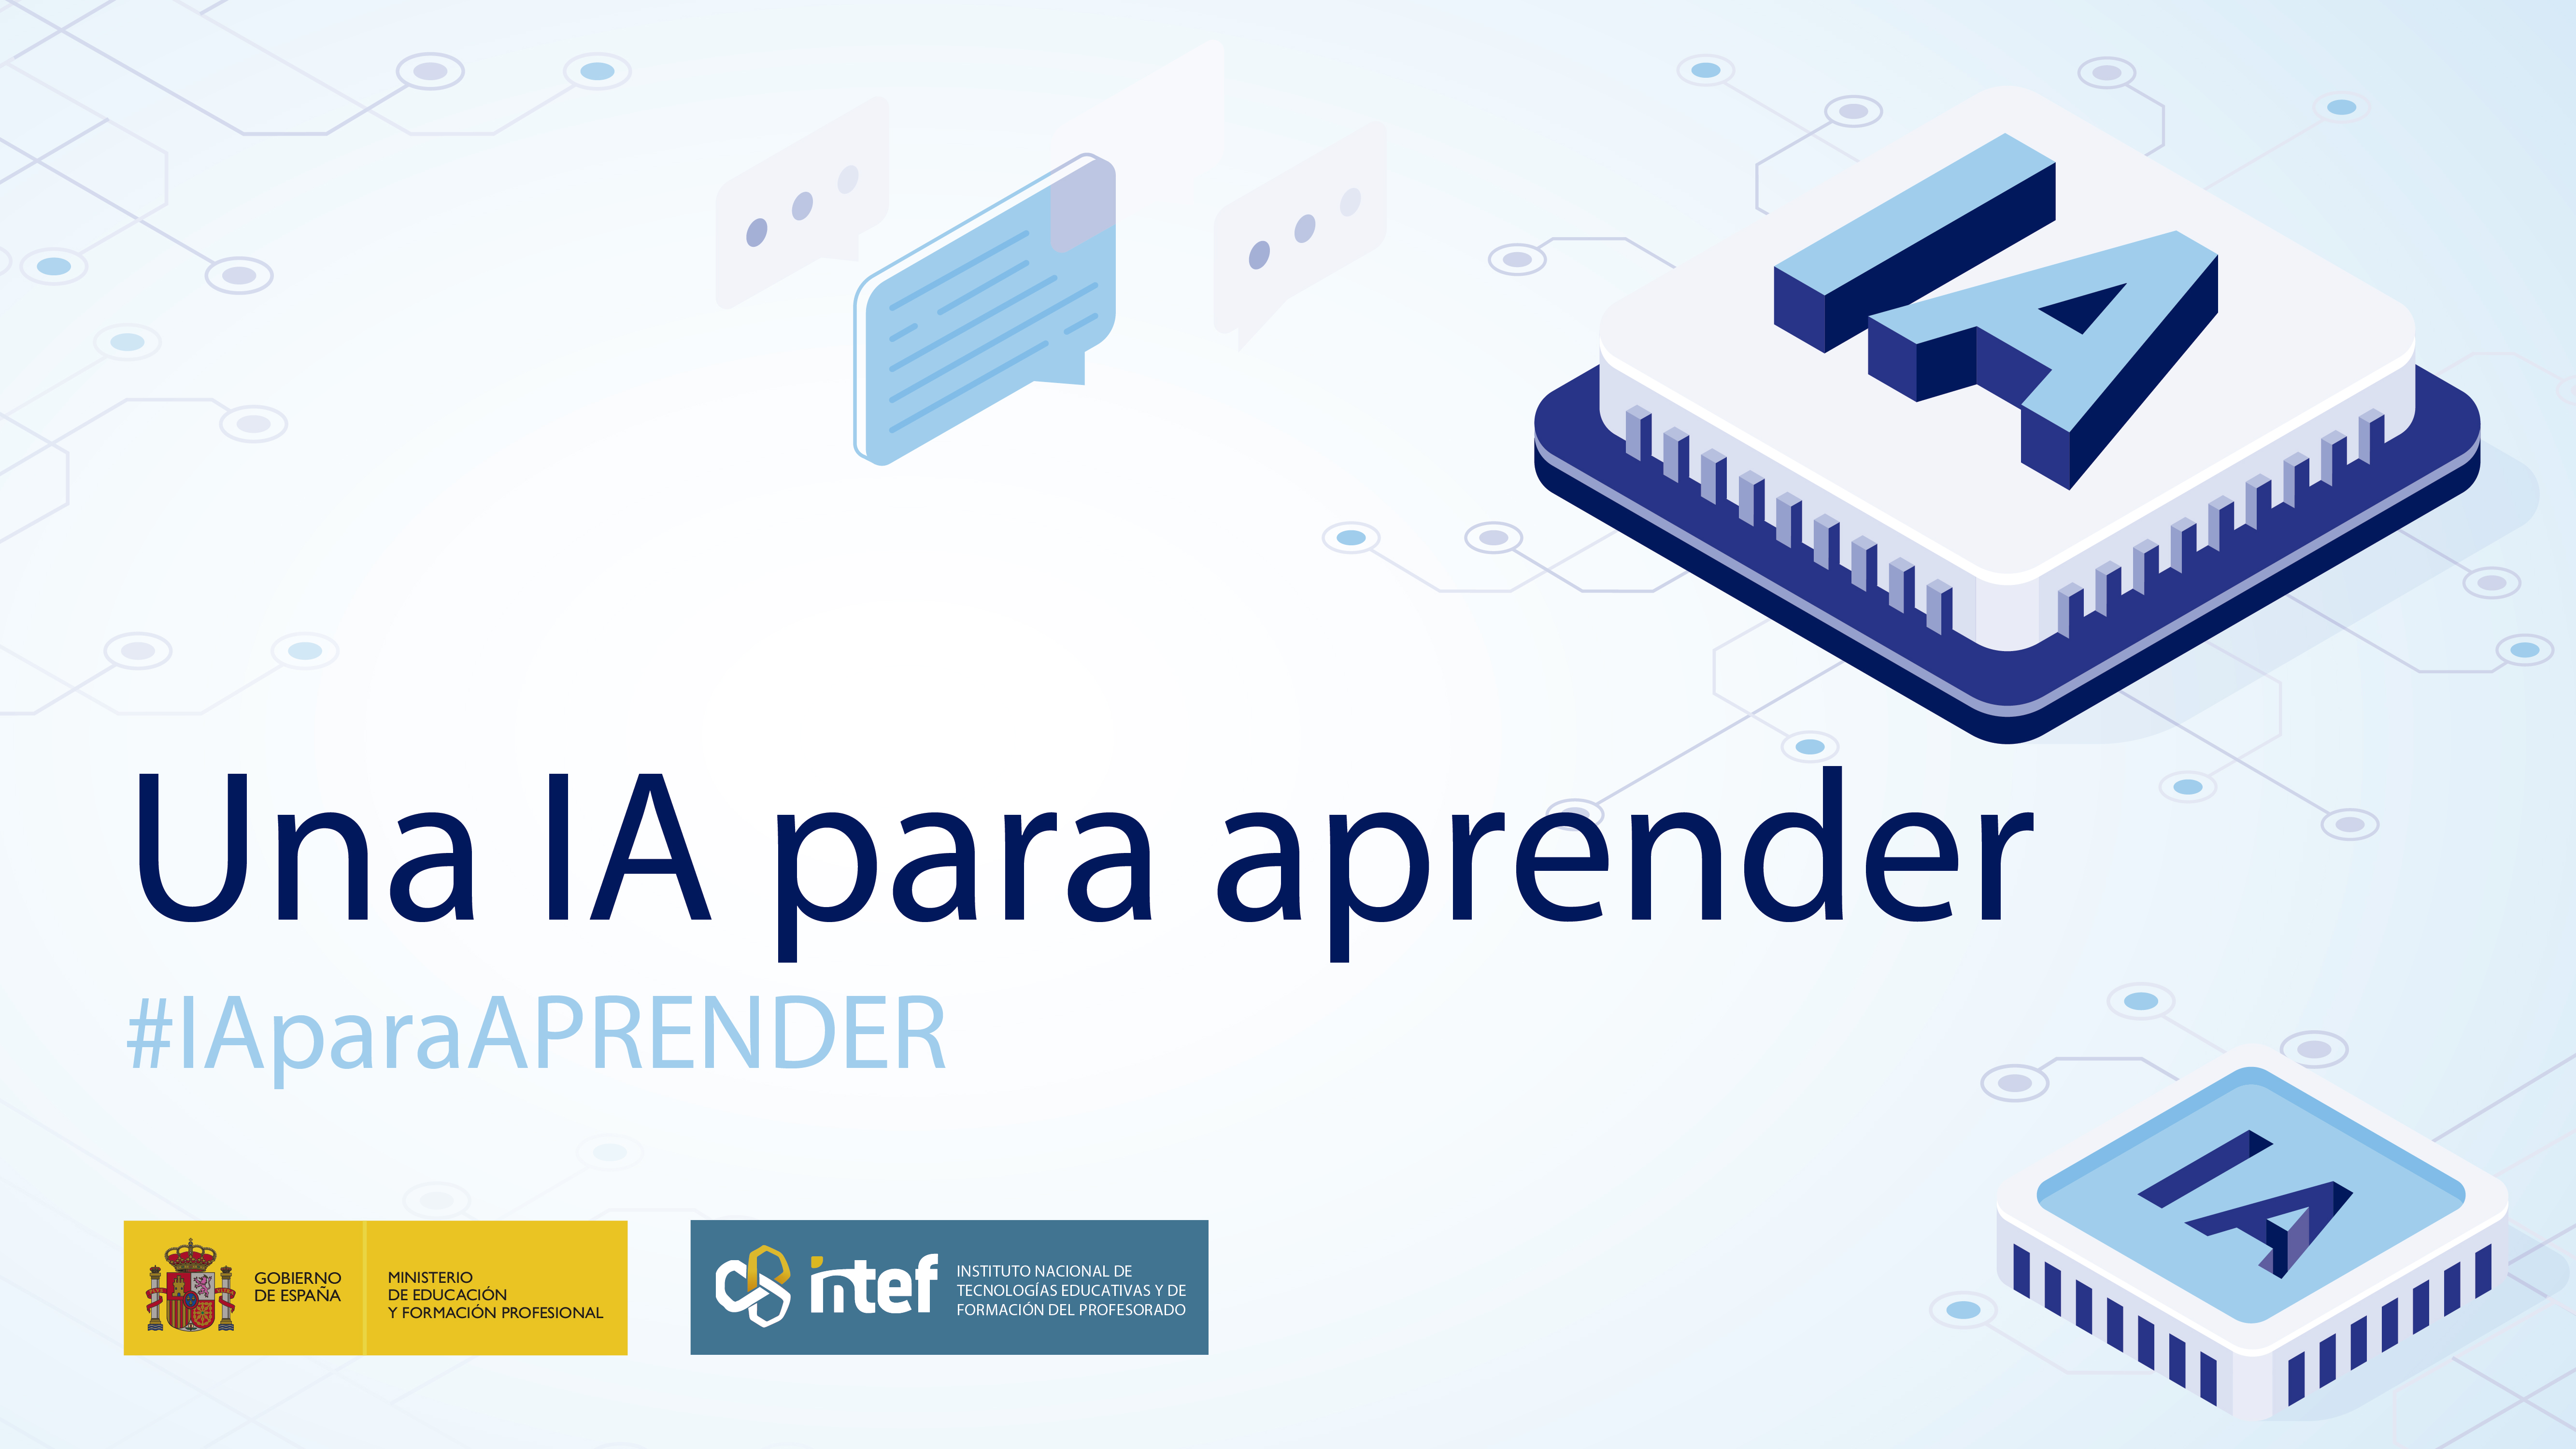 IA
Una IA para aprender
#IAparaAPRENDER
IA
GOBIERNO
DE ESPAÑA
MINISTERIO
DE EDUCACIÓN
Y FORMACIÓN PROFESIONAL
intef
INSTITUTO NACIONAL DE
TECNOLOGÍAS EDUCATIVAS Y DE
FORMACIÓN DEL PROFESORADO